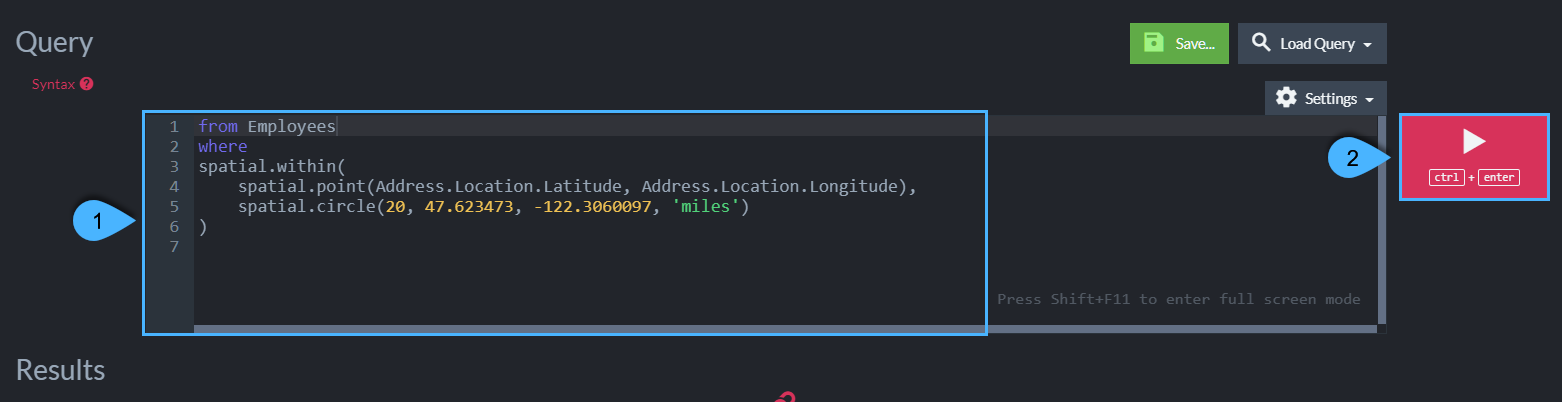 Query
Save...
Load Query
Syntax ?
Settings
1 from Employees
2 where
3 spatial.within(
4     spatial.point(Address.Location.Latitude, Address.Location.Longitude),
5     spatial.circle(20, 47.623473, -122.3060097, 'miles')
6 )
7
1
2
ctrl + enter
Press Shift+F11 to enter full screen mode
Results